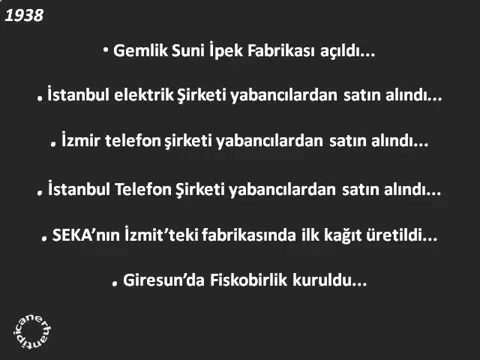 1938
• Gemlik Suni İpek Fabrikası açıldı...
. İstanbul elektrik Şirketi yabancılardan satın alındı...
. İzmir telefon şirketi yabancılardan satın alındı...
. İstanbul Telefon Şirketi yabancılardan satın alındı...
. SEKA’nın İzmit’teki fabrikasında ilk kağıt üretildi...
. Giresun’da Fiskobirlik kuruldu...